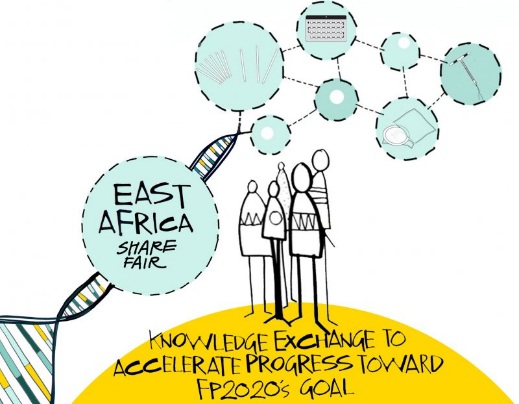 EAST
AFRICA
SHARE
FAIR
KNOWLEDGE EXCHANGE TO
ACCELERATE PROGRESS TOWARD
FP2020's GOAL